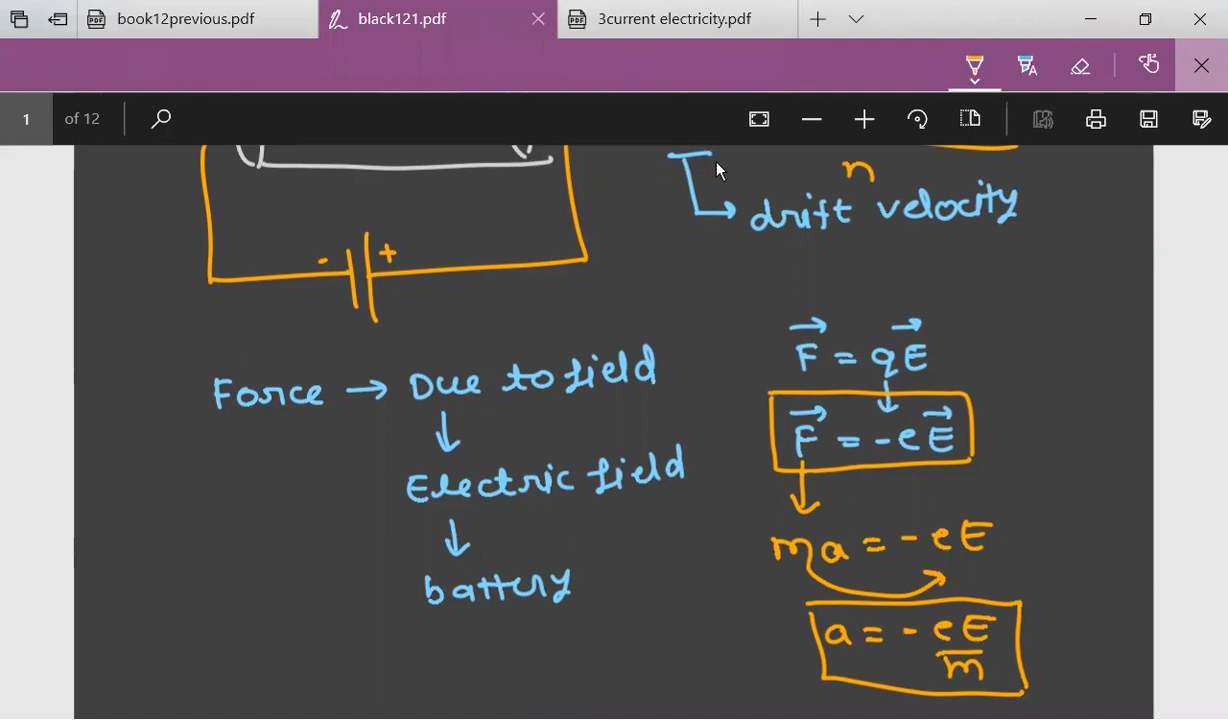 book12previous.pdf
black121.pdf
3current electricity.pdf
1 of 12
n
drift velocity
- +
F = qE
Force → Due to field
F = -eE
Electric field
ma = -eE
battery
a = - eE
m